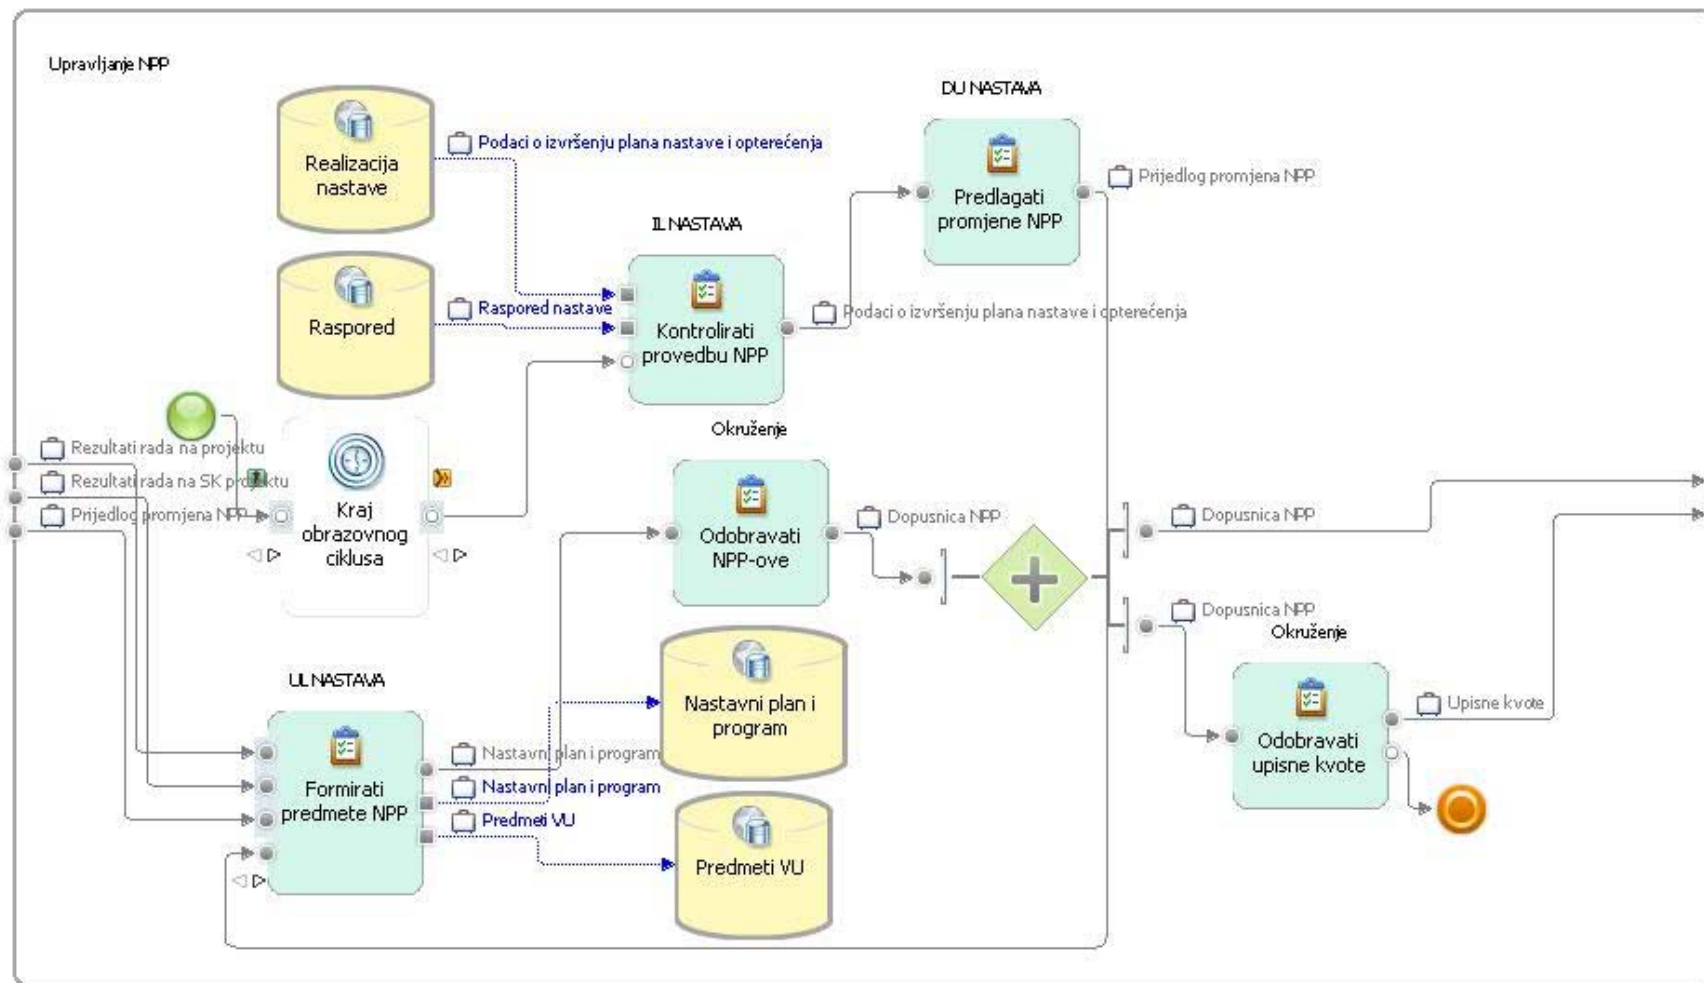 Upravljanje NPP
DU NASTAVA
Podaci o izvršenju plana nastave i opterećenja
Realizacija
nastave
Prijedlog promjena NPP
Predlagati
promjene NPP
IL NASTAVA
Raspored nastave
Raspored
Kontrolirati
provedbu NPP
Podaci o izvršenju plana nastave i opterećenja
Okruženje
Rezultati rada na projektu
Rezultati rada na SK projektu
Prijedlog promjena NPP
Kraj
obrazovnog
ciklusa
Odobravati
NPP-ove
Dopusnica NPP
Dopusnica NPP
Dopusnica NPP
Okruženje
UL NASTAVA
Nastavni plan i
program
Upisne kvote
Odobravati
upisne kvote
Formirati
predmete NPP
Nastavni plan i program
Nastavni plan i program
Predmeti VU
Predmeti VU